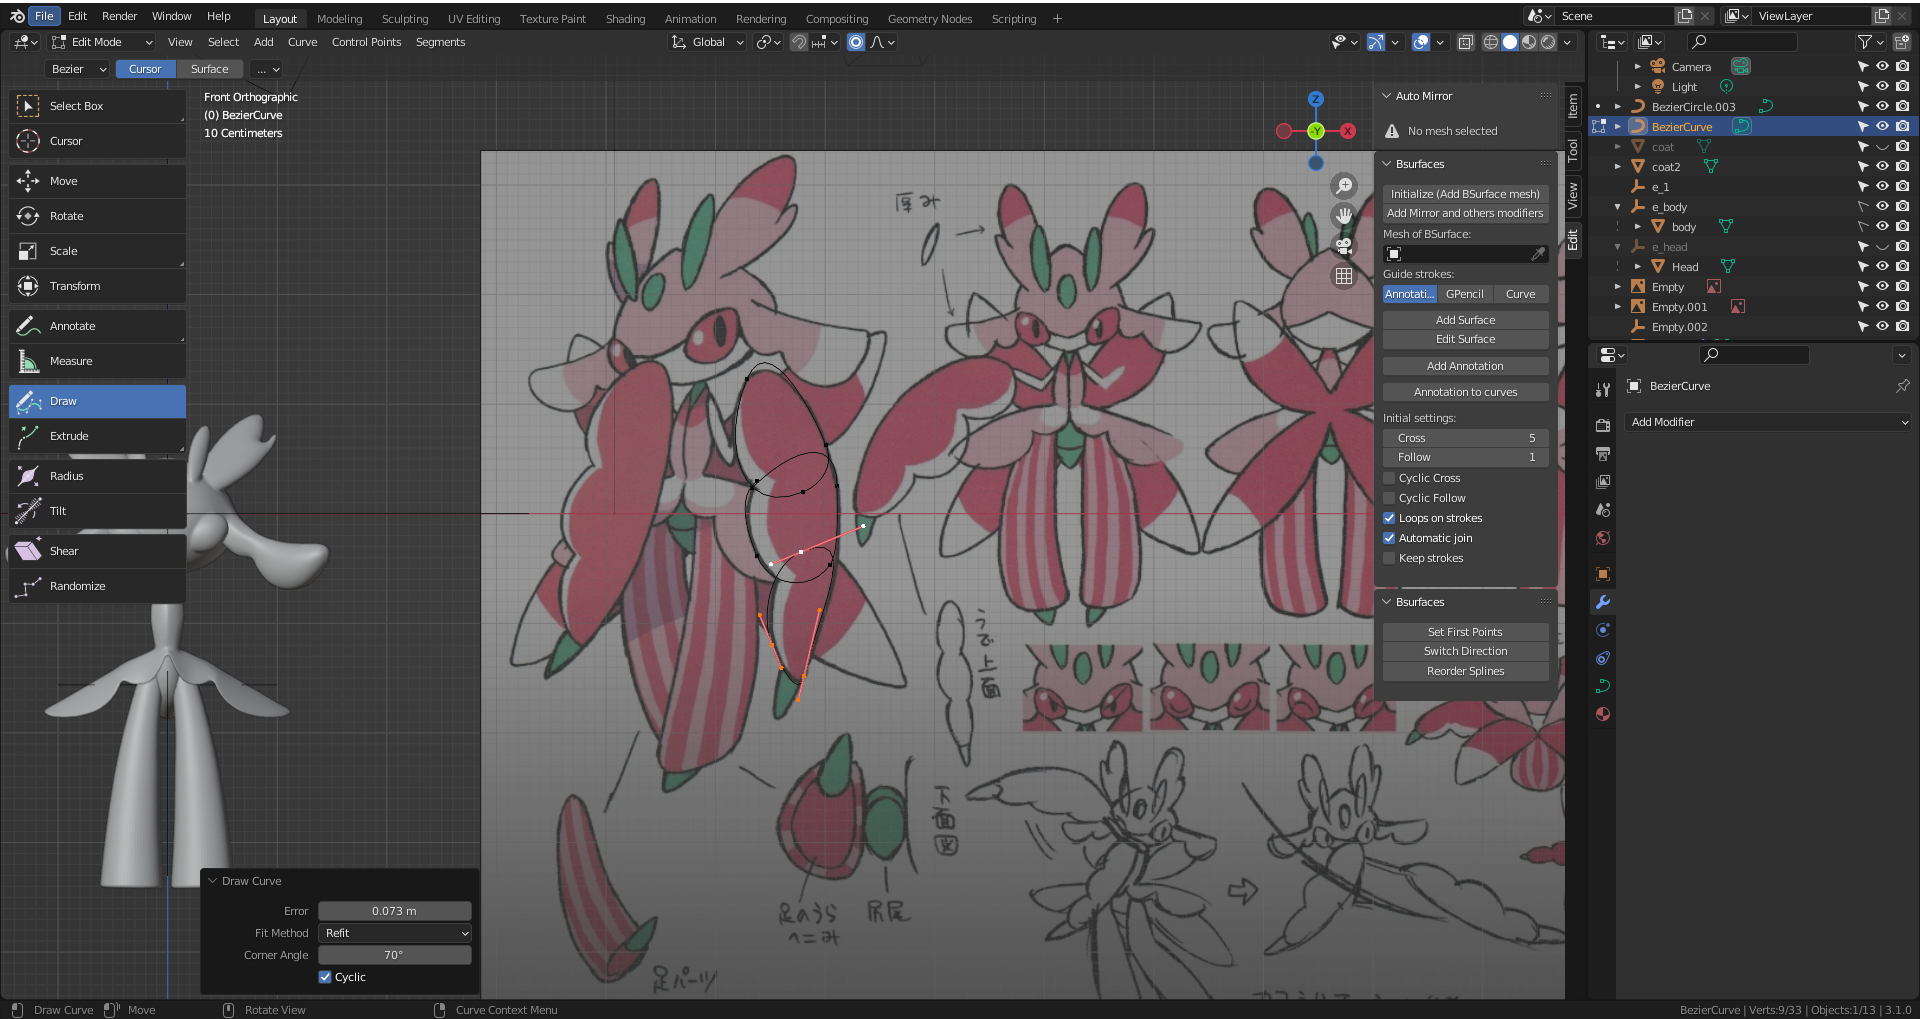 File Edit Render Window Help Layout Modeling Sculpting UV Editing Texture Paint Shading Animation Rendering Compositing Geometry Nodes Scripting + Scene ViewLayer
Edit Mode View Select Add Curve Control Points Segments Global
Bezier Cursor Surface ...
Select Box
Cursor
Move
Rotate
Scale
Transform
Annotate
Measure
Draw
Extrude
Radius
Tilt
Shear
Randomize
Front Orthographic
(0) BezierCurve
10 Centimeters
Z
-Y
X
厚み
うで上面
下面図
足のうら
へこみ
尻尾
足パーツ
Draw Curve
Error 0.073 m
Fit Method Refit
Corner Angle 70°
Cyclic
Auto Mirror
No mesh selected
Bsurfaces
Initialize (Add BSurface mesh)
Add Mirror and others modifiers
Mesh of BSurface:
Guide strokes:
Annotati... GPencil Curve
Add Surface
Edit Surface
Add Annotation
Annotation to curves
Initial settings:
Cross 5
Follow 1
Cyclic Cross
Cyclic Follow
Loops on strokes
Automatic join
Keep strokes
Bsurfaces
Set First Points
Switch Direction
Reorder Splines
Item
Tool
View
Edit
Camera
Light
BezierCircle.003
BezierCurve
coat
coat2
e_1
e_body
body
e_head
Head
Empty
Empty.001
Empty.002
BezierCurve
Add Modifier
Draw Curve Move Rotate View Curve Context Menu BezierCurve | Verts:9/33 | Objects:1/13 | 3.1.0